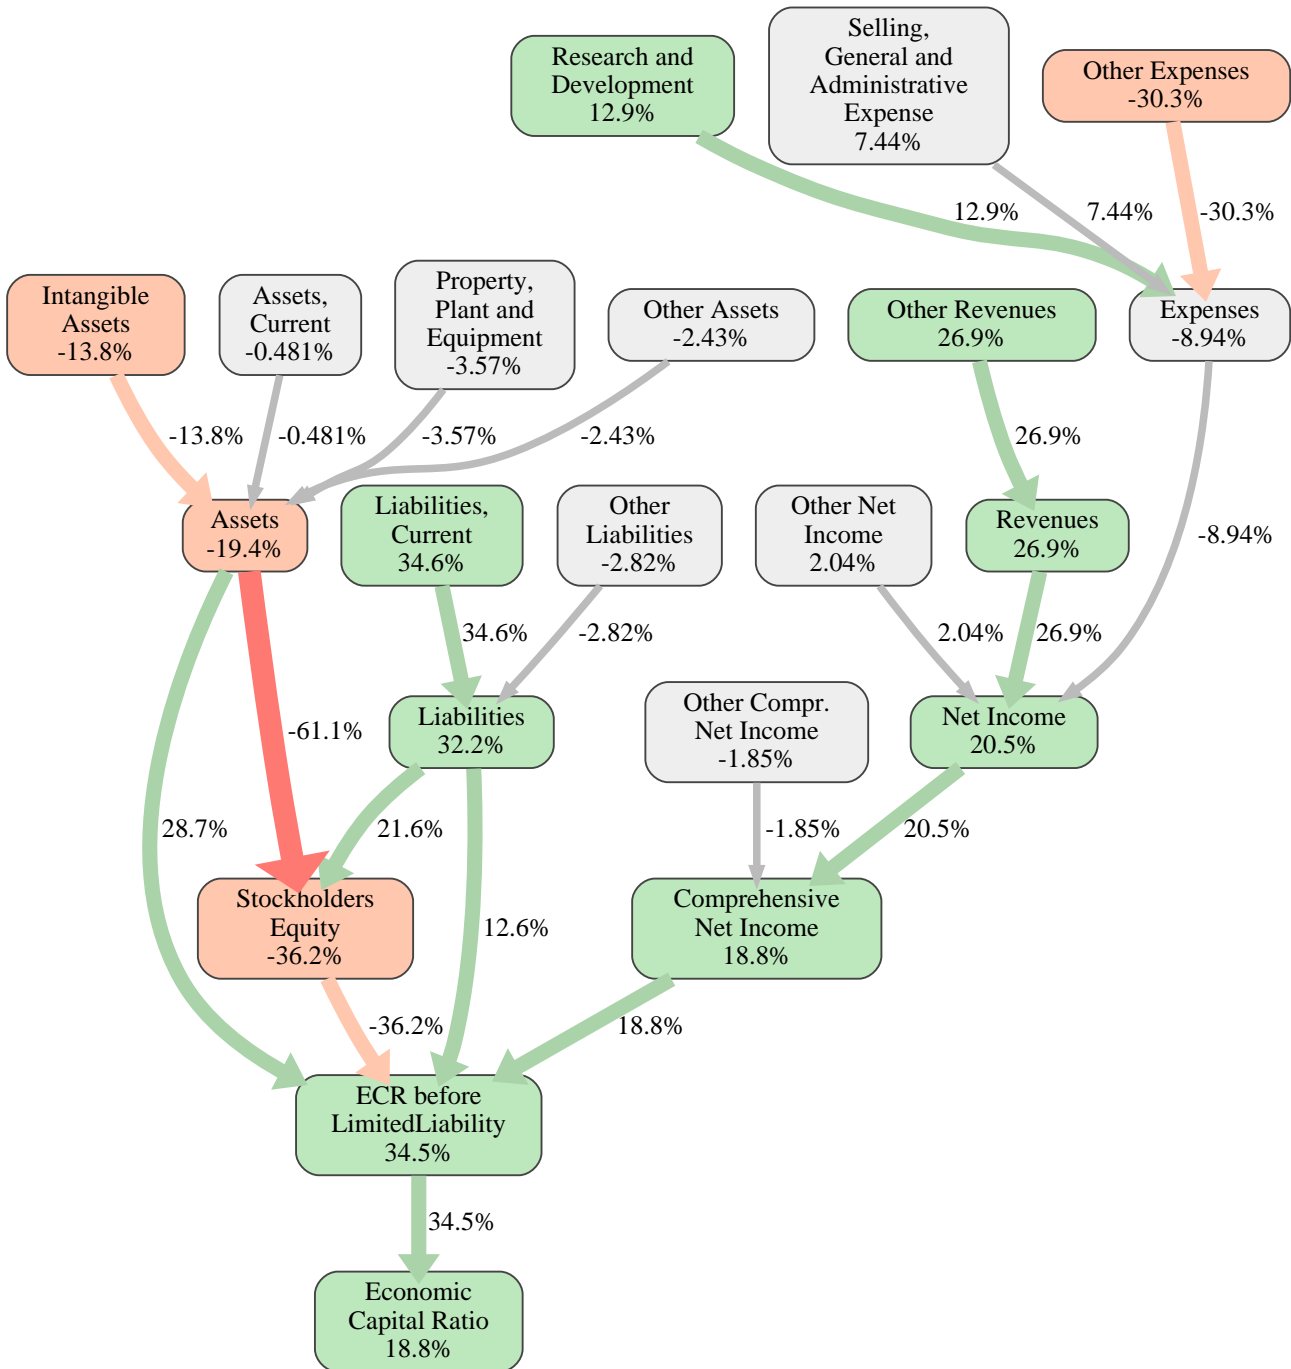 Research and
Development
12.9%
Selling,
General and
Administrative
Expense
7.44%
Other Expenses
-30.3%
12.9%
7.44%
-30.3%
Intangible
Assets
-13.8%
Assets,
Current
-0.481%
Property,
Plant and
Equipment
-3.57%
Other Assets
-2.43%
Other Revenues
26.9%
Expenses
-8.94%
-13.8%
-0.481%
-3.57%
-2.43%
26.9%
-8.94%
Assets
-19.4%
Liabilities,
Current
34.6%
Other
Liabilities
-2.82%
Other Net
Income
2.04%
Revenues
26.9%
34.6%
-2.82%
2.04%
26.9%
-61.1%
Liabilities
32.2%
Other Compr.
Net Income
-1.85%
Net Income
20.5%
28.7%
21.6%
-1.85%
20.5%
Stockholders
Equity
-36.2%
12.6%
Comprehensive
Net Income
18.8%
-36.2%
18.8%
ECR before
LimitedLiability
34.5%
34.5%
Economic
Capital Ratio
18.8%